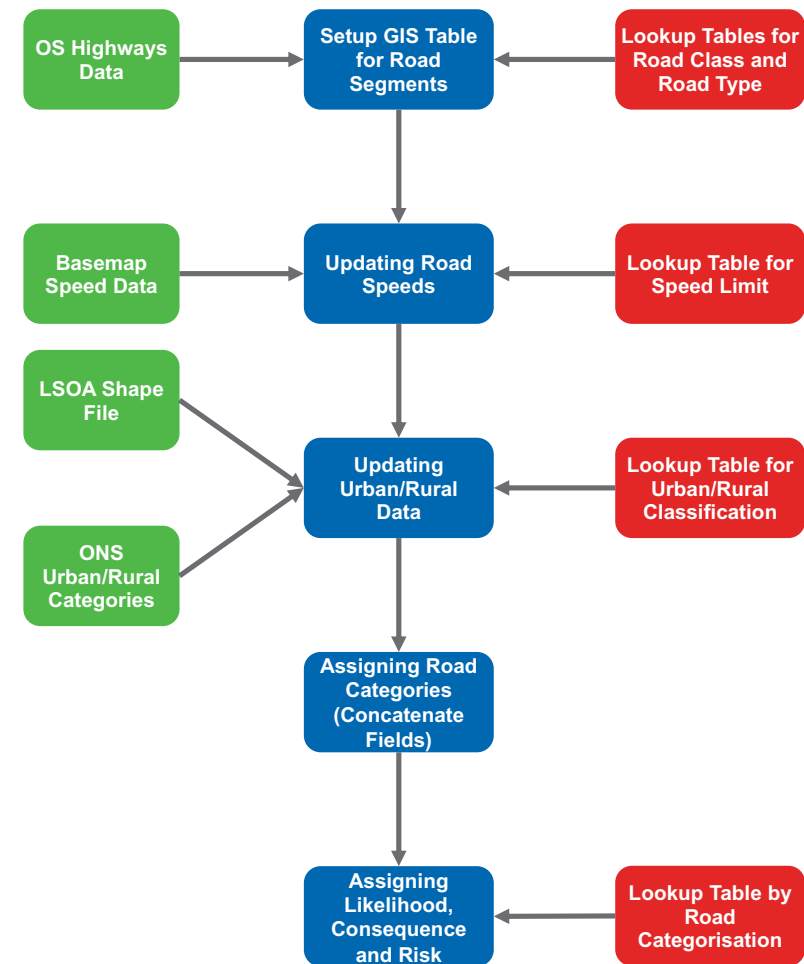 OS Highways
Data
Setup GIS Table
for Road
Segments
Lookup Tables for
Road Class and
Road Type
Basemap
Speed Data
Updating Road
Speeds
Lookup Table for
Speed Limit
LSOA Shape
File
Updating
Urban/Rural
Data
Lookup Table for
Urban/Rural
Classification
ONS
Urban/Rural
Categories
Assigning Road
Categories
(Concatenate
Fields)
Assigning
Likelihood,
Consequence
and Risk
Lookup Table by
Road
Categorisation